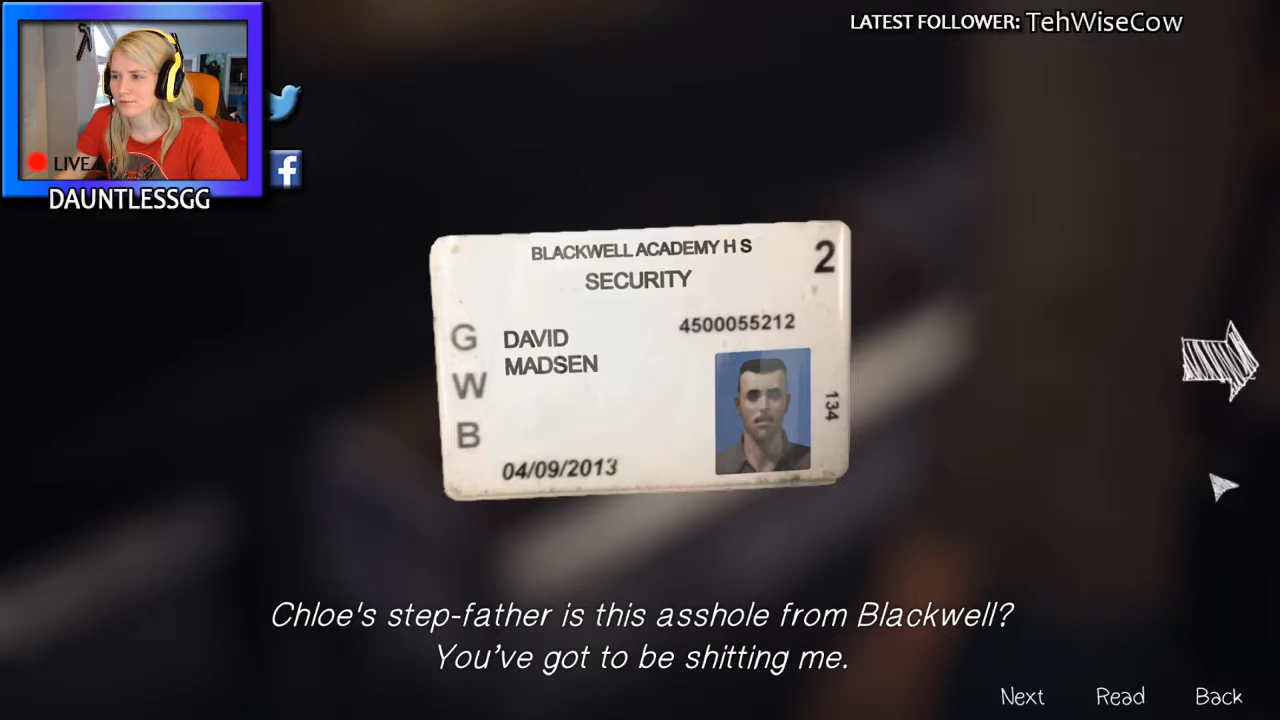 LATEST FOLLOWER: TehWiseCow
LIVE
DAUNTLESSGG
BLACKWELL ACADEMY H S
SECURITY
2
4500055212
G
W
B
DAVID
MADSEN
134
04/09/2013
Chloe's step-father is this asshole from Blackwell?
You've got to be shitting me.
Next Read Back